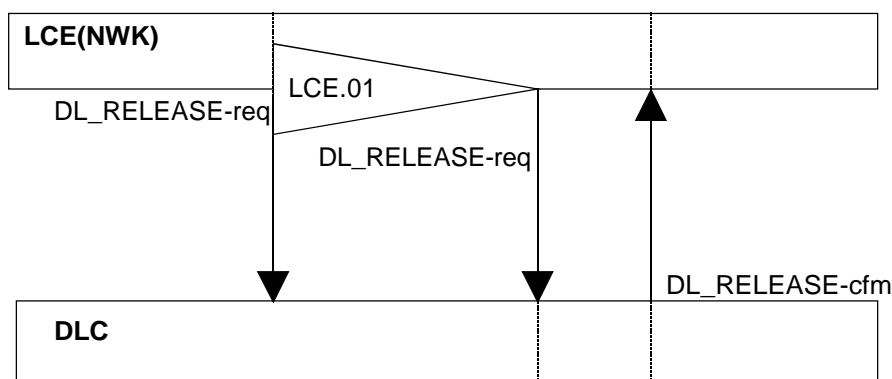 LCE(NWK)
LCE.01
DL_RELEASE-req
DL_RELEASE-req
DL_RELEASE-cfm
DLC